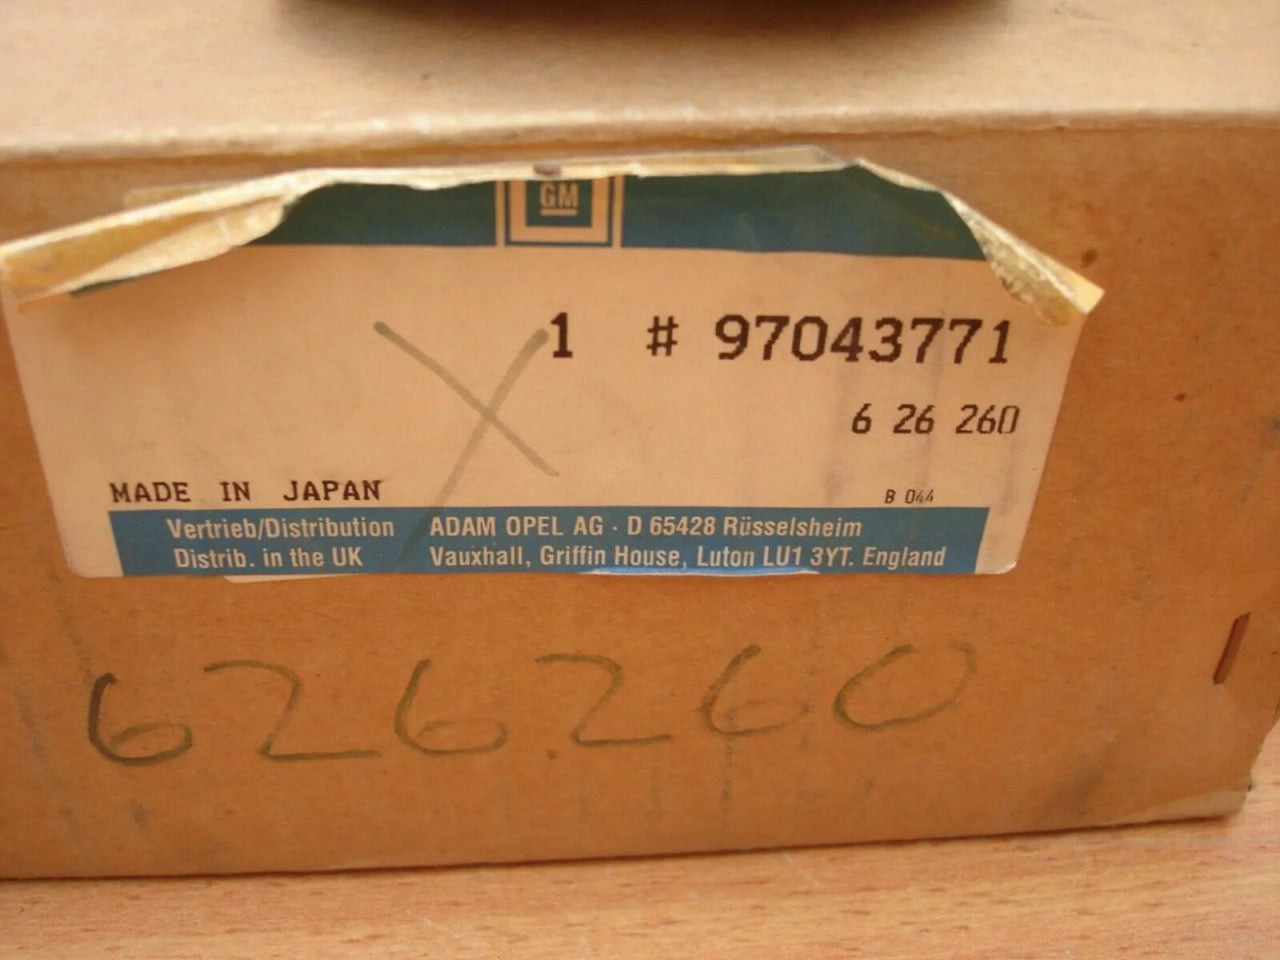 GM
1 # 97043771
6 26 260
MADE IN JAPAN B 044
Vertrieb/Distribution ADAM OPEL AG · D 65428 Rüsselsheim
Distrib. in the UK Vauxhall, Griffin House, Luton LU1 3YT. England
626260